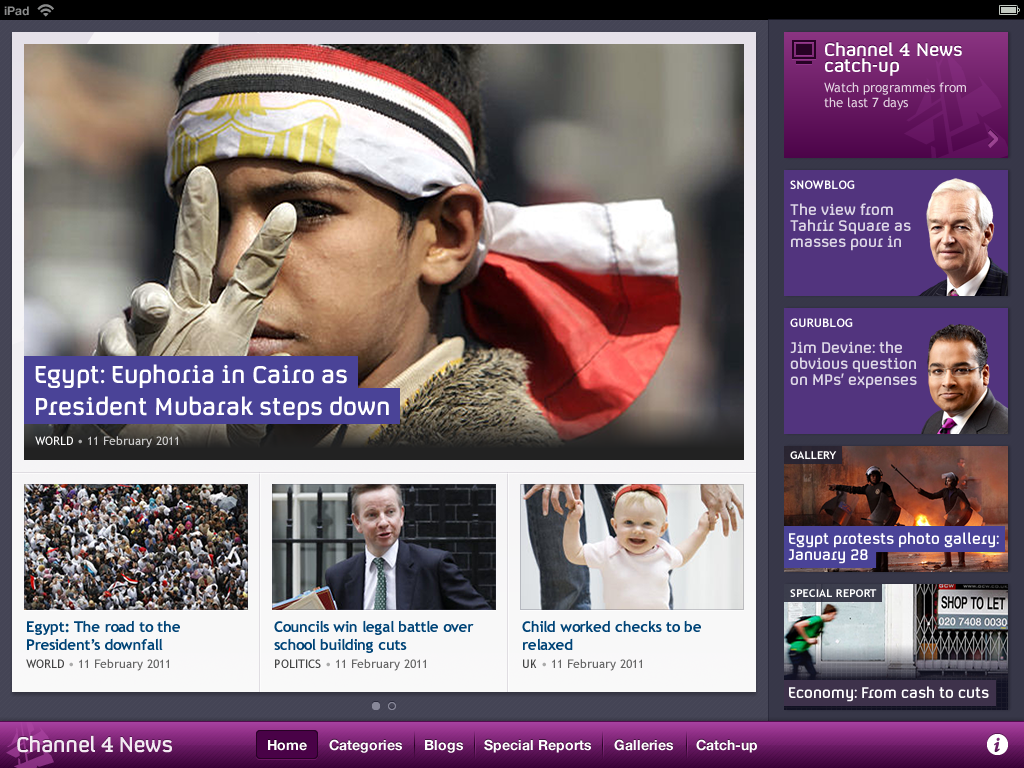 iPad
Egypt: Euphoria in Cairo as
President Mubarak steps down
WORLD • 11 February 2011
Egypt: The road to the
President's downfall
WORLD • 11 February 2011
Councils win legal battle over
school building cuts
POLITICS • 11 February 2011
Child worked checks to be
relaxed
UK • 11 February 2011
Channel 4 News
catch-up
Watch programmes from
the last 7 days
SNOWBLOG
The view from
Tahrir Square as
masses pour in
GURUBLOG
Jim Devine: the
obvious question
on MPs' expenses
GALLERY
Egypt protests photo gallery:
January 28
SPECIAL REPORT
SHOP TO LET
020 7408 0030
Economy: From cash to cuts
Channel 4 News
Home
Categories
Blogs
Special Reports
Galleries
Catch-up
i